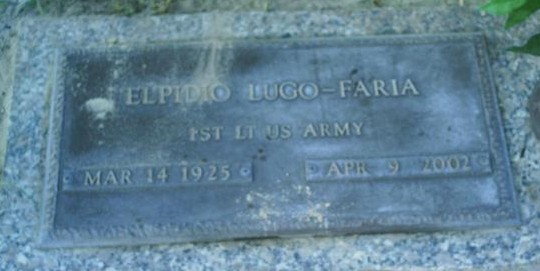 ELPIDIO LUGO-FARIA
1ST LT US ARMY
MAR 14 1925 APR 9 2002